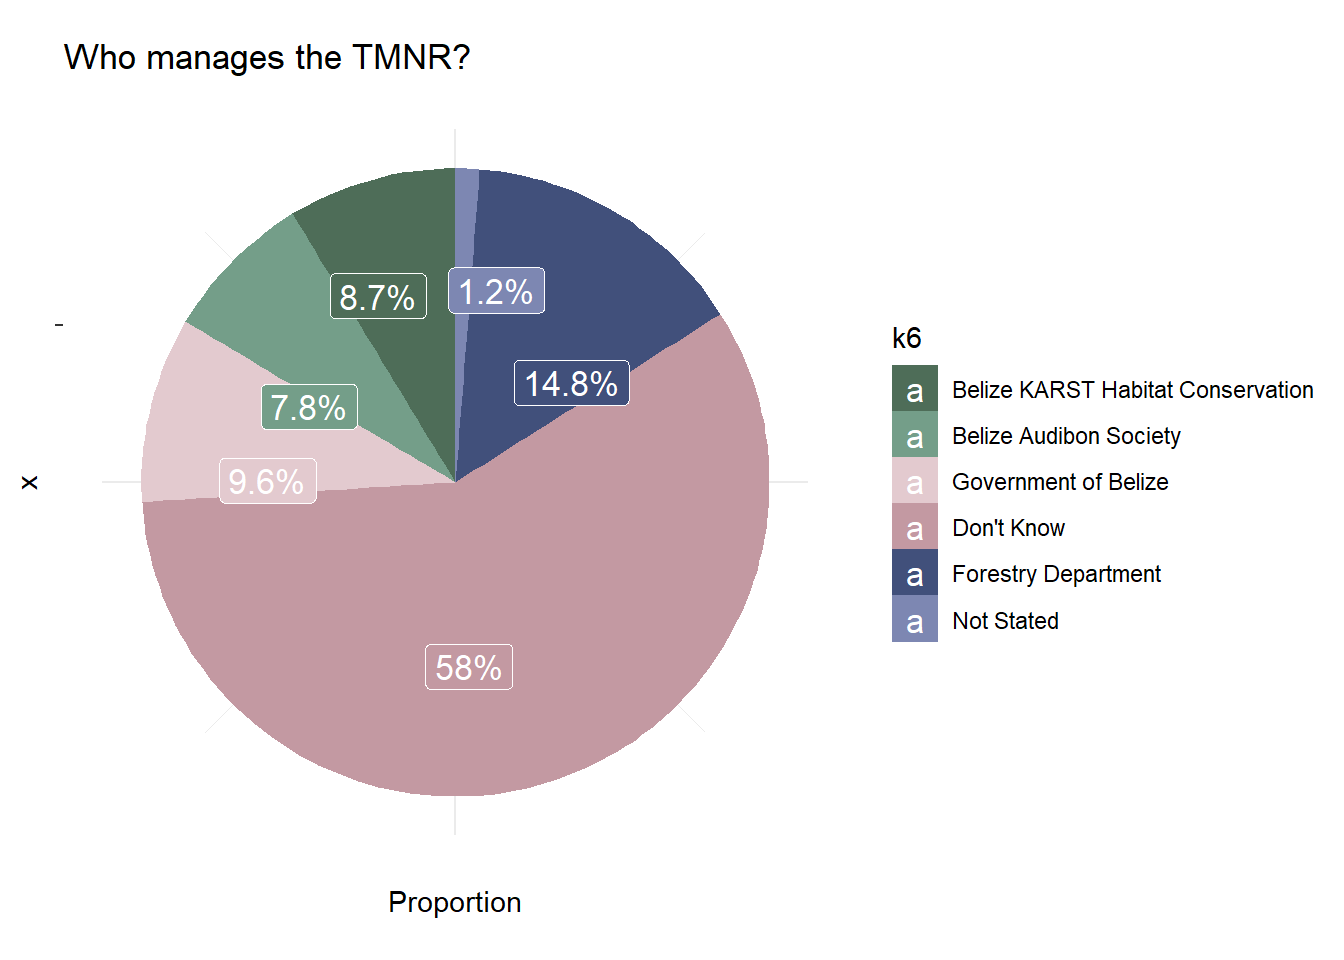 Who manages the TMNR?
8.7%
1.2%
14.8%
7.8%
9.6%
58%
x
Proportion
k6
a Belize KARST Habitat Conservation
a Belize Audibon Society
a Government of Belize
a Don't Know
a Forestry Department
a Not Stated